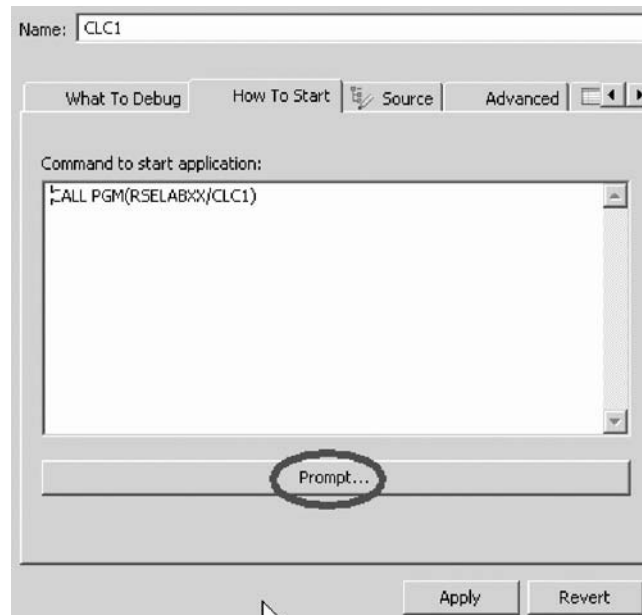 Name: CLC1
What To Debug How To Start Source Advanced
Command to start application:
CALL PGM(RSELABXX/CLC1)
Prompt...
Apply Revert